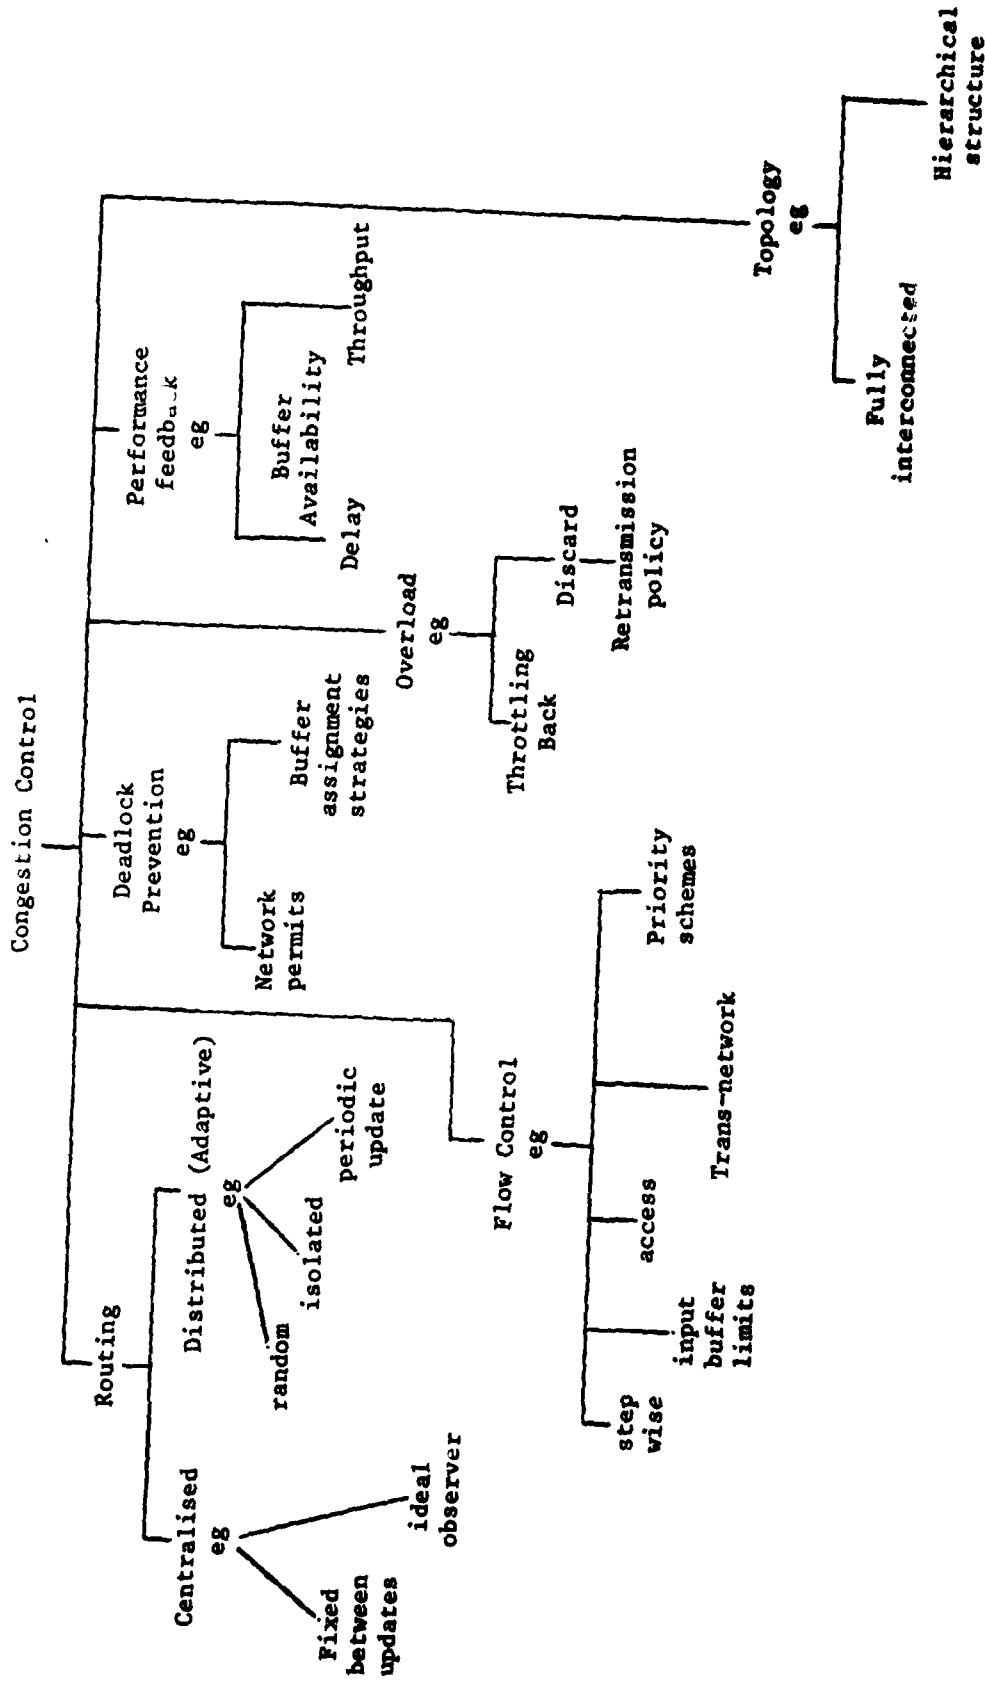 Congestion Control
Routing
Centralised
eg
Fixed
between
updates
ideal
observer
Distributed (Adaptive)
eg
random
isolated
periodic
update
Flow Control
eg
step
wise
input
buffer
limits
access
Trans-network
Priority
schemes
Deadlock
Prevention
eg
Network
permits
Buffer
assignment
strategies
Overload
eg
Throttling
Back
Discard
Retransmission
policy
Performance
feedback
eg
Delay
Buffer
Availability
Throughput
Topology
eg
Fully
interconnected
Hierarchical
structure